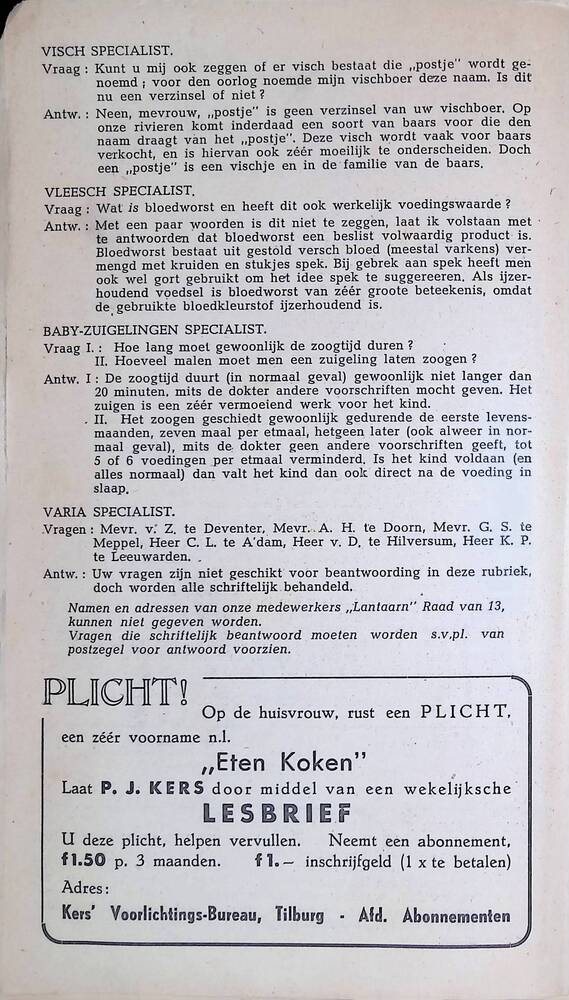 VISCH SPECIALIST.
Vraag : Kunt u mij ook zeggen of er visch bestaat die „postje" wordt ge-
noemd ; voor den oorlog noemde mijn vischboer deze naam. Is dit
nu een verzinsel of niet ?
Antw. : Neen, mevrouw, „postje" is geen verzinsel van uw vischboer. Op
onze rivieren komt inderdaad een soort van baars voor die den
naam draagt van het „postje". Deze visch wordt vaak voor baars
verkocht, en is hiervan ook zéér moeilijk te onderscheiden. Doch
een „postje" is een vischje en in de familie van de baars.
VLEESCH SPECIALIST.
Vraag : Wat is bloedworst en heeft dit ook werkelijk voedingswaarde ?
Antw. : Met een paar woorden is dit niet te zeggen, laat ik volstaan met
te antwoorden dat bloedworst een beslist volwaardig product is.
Bloedworst bestaat uit gestold versch bloed (meestal varkens) ver-
mengd met kruiden en stukjes spek. Bij gebrek aan spek heeft men
ook wel gort gebruikt om het idee spek te suggereeren. Als ijzer-
houdend voedsel is bloedworst van zéér groote beteekenis, omdat
de gebruikte bloedkleurstof ijzerhoudend is.
BABY-ZUIGELINGEN SPECIALIST.
Vraag I. : Hoe lang moet gewoonlijk de zoogtijd duren ?
II. Hoeveel malen moet men een zuigeling laten zoogen ?
Antw. I : De zoogtijd duurt (in normaal geval) gewoonlijk niet langer dan
20 minuten, mits de dokter andere voorschriften mocht geven. Het
zuigen is een zéér vermoeiend werk voor het kind.
II. Het zoogen geschiedt gewoonlijk gedurende de eerste levens-
maanden, zeven maal per etmaal, hetgeen later (ook alweer in nor-
maal geval), mits de dokter geen andere voorschriften geeft, tot
5 of 6 voedingen per etmaal verminderd. Is het kind voldaan (en
alles normaal) dan valt het kind dan ook direct na de voeding in
slaap.
VARIA SPECIALIST.
Vragen : Mevr. v. Z. te Deventer, Mevr. A. H. te Doorn, Mevr. G. S. te
Meppel, Heer C. L. te A'dam, Heer v. D. te Hilversum, Heer K. P.
te Leeuwarden.
Antw. : Uw vragen zijn niet geschikt voor beantwoording in deze rubriek,
doch worden alle schriftelijk behandeld.
Namen en adressen van onze medewerkers „Lantaarn" Raad van 13,
kunnen niet gegeven worden.
Vragen die schriftelijk beantwoord moeten worden s.v.pl. van
postzegel voor antwoord voorzien.
PLICHT!
Op de huisvrouw, rust een PLICHT,
een zéér voorname n.l.
„Eten Koken"
Laat P. J. KERS door middel van een wekelijksche
LESBRIEF
U deze plicht, helpen vervullen. Neemt een abonnement,
f1.50 p. 3 maanden. f 1.— inschrijfgeld (1 x te betalen)
Adres:
Kers' Voorlichtings-Bureau, Tilburg - Afd. Abonnementen